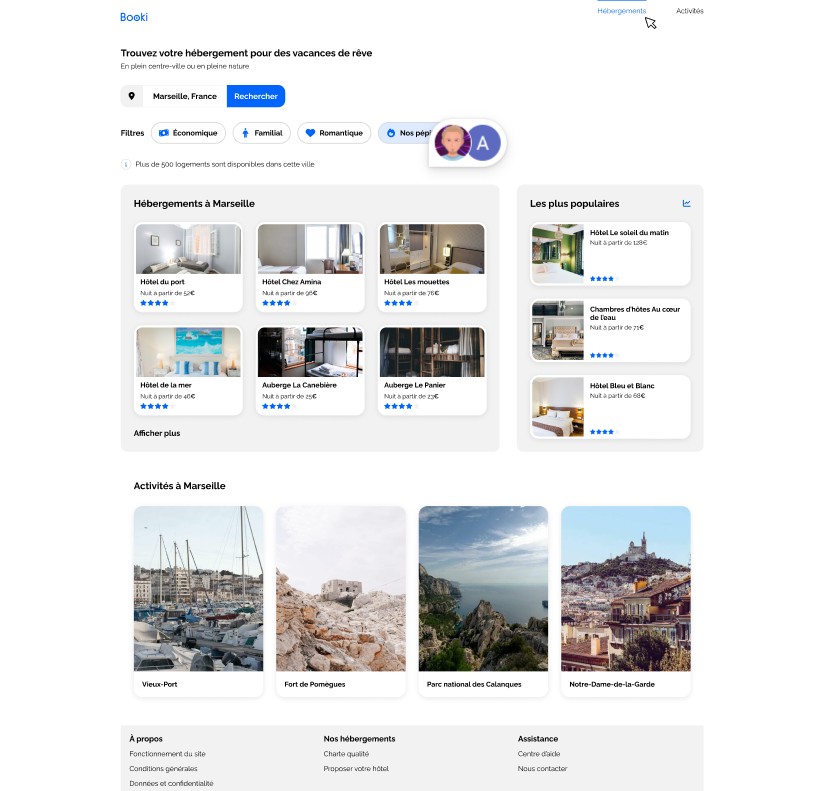 Booki
Hébergements
Activités
Trouvez votre hébergement pour des vacances de rêve
En plein centre-ville ou en pleine nature
Marseille, France
Rechercher
Filtres
Économique
Familial
Romantique
Nos
A
Plus de 500 logements sont disponibles dans cette ville
Hébergements à Marseille
Hôtel du port
Nuit à partir de 52€
Hôtel Chez Amina
Nuit à partir de 96€
Hôtel Les mouettes
Nuit à partir de 76€
Hôtel de la mer
Nuit à partir de 46€
Auberge La Canebière
Nuit à partir de 25€
Auberge Le Panier
Nuit à partir de 23€
Afficher plus
Les plus populaires
Hôtel Le soleil du matin
Nuit à partir de 128€
Chambres d'hôtes Au cœur
de l'eau
Nuit à partir de 71€
Hôtel Bleu et Blanc
Nuit à partir de 68€
Activités à Marseille
Vieux-Port
Fort de Pomègues
Parc national des Calanques
Notre-Dame-de-la-Garde
À propos
Fonctionnement du site
Conditions générales
Données et confidentialité
Nos hébergements
Charte qualité
Proposer votre hôtel
Assistance
Centre d'aide
Nous contacter